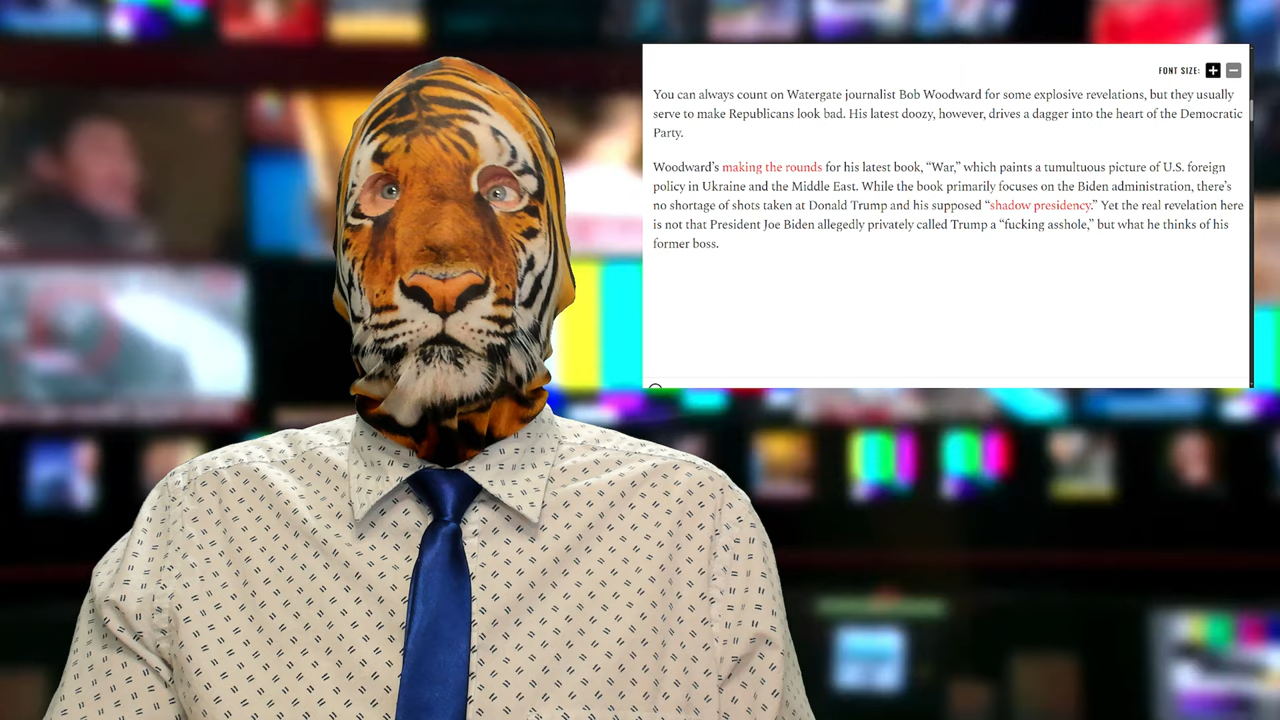 FONT SIZE: + −
You can always count on Watergate journalist Bob Woodward for some explosive revelations, but they usually
serve to make Republicans look bad. His latest doozy, however, drives a dagger into the heart of the Democratic
Party.
Woodward’s making the rounds for his latest book, “War,” which paints a tumultuous picture of U.S. foreign
policy in Ukraine and the Middle East. While the book primarily focuses on the Biden administration, there’s
no shortage of shots taken at Donald Trump and his supposed “shadow presidency.” Yet the real revelation here
is not that President Joe Biden allegedly privately called Trump a “fucking asshole,” but what he thinks of his
former boss.